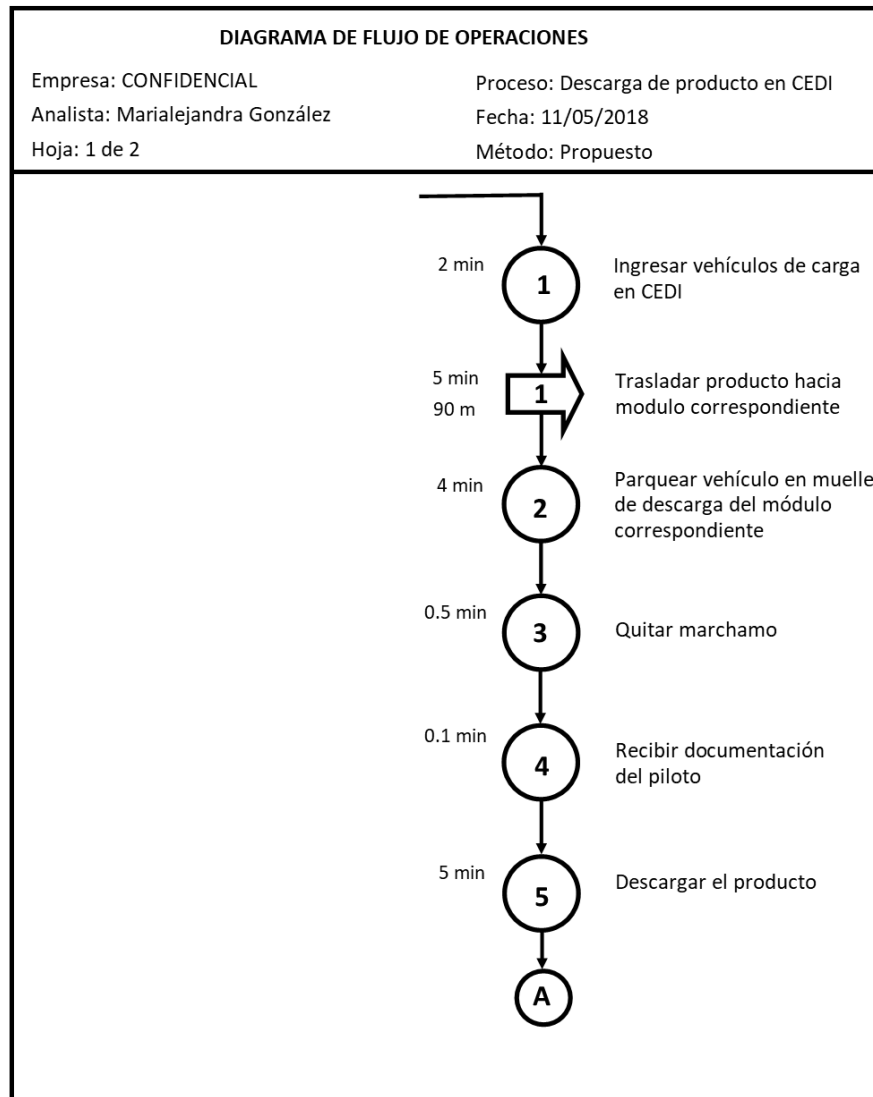 DIAGRAMA DE FLUJO DE OPERACIONES
Empresa: CONFIDENCIAL
Proceso: Descarga de producto en CEDI
Analista: Marialejandra González
Fecha: 11/05/2018
Hoja: 1 de 2
Método: Propuesto
2 min
1
Ingresar vehículos de carga
en CEDI
5 min
90 m
1
Trasladar producto hacia
modulo correspondiente
4 min
2
Parquear vehículo en muelle
de descarga del módulo
correspondiente
0.5 min
3
Quitar marchamo
0.1 min
4
Recibir documentación
del piloto
5 min
5
Descargar el producto
A